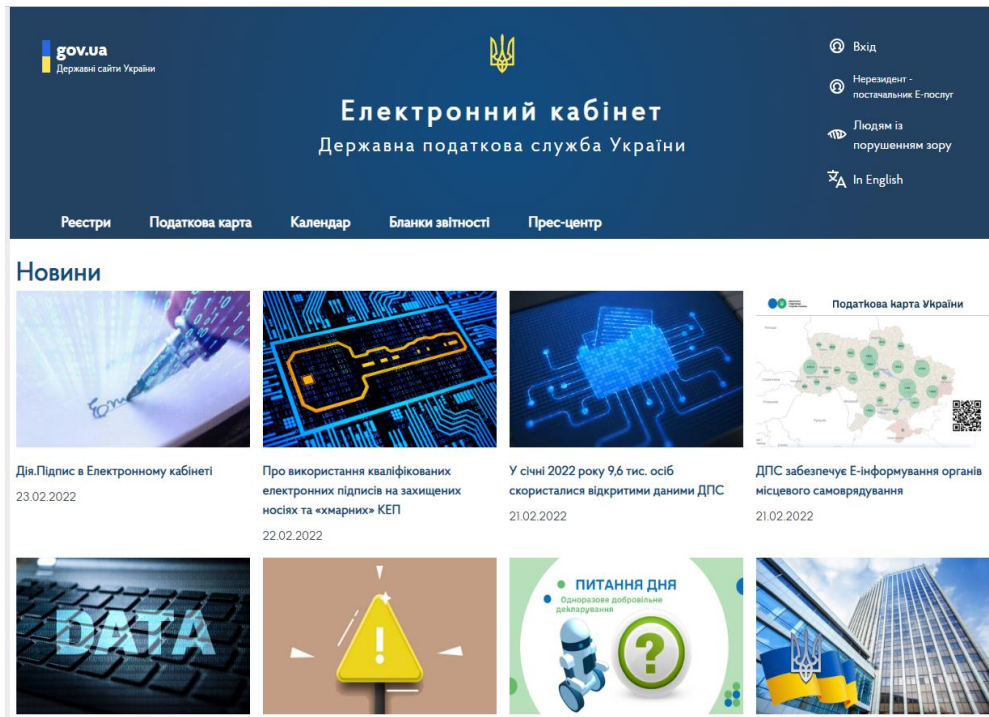 gov.ua
Державні сайти України
Електронний кабінет
Державна податкова служба України
Вхід
Нерезидент -
постачальник Е-послуг
Людям із
порушенням зору
In English
Реєстри
Податкова карта
Календар
Бланки звітності
Прес-центр
Новини
Податкова карта України
Дія.Підпис в Електронному кабінеті
23.02.2022
Про використання кваліфікованих
електронних підписів на захищених
носіях та «хмарних» КЕП
22.02.2022
У січні 2022 року 9,6 тис. осіб
скористалися відкритими даними ДПС
21.02.2022
ДПС забезпечує Е-інформування органів
місцевого самоврядування
21.02.2022
DATA
!
ПИТАННЯ ДНЯ
Одноразове добровільне
декларування
?